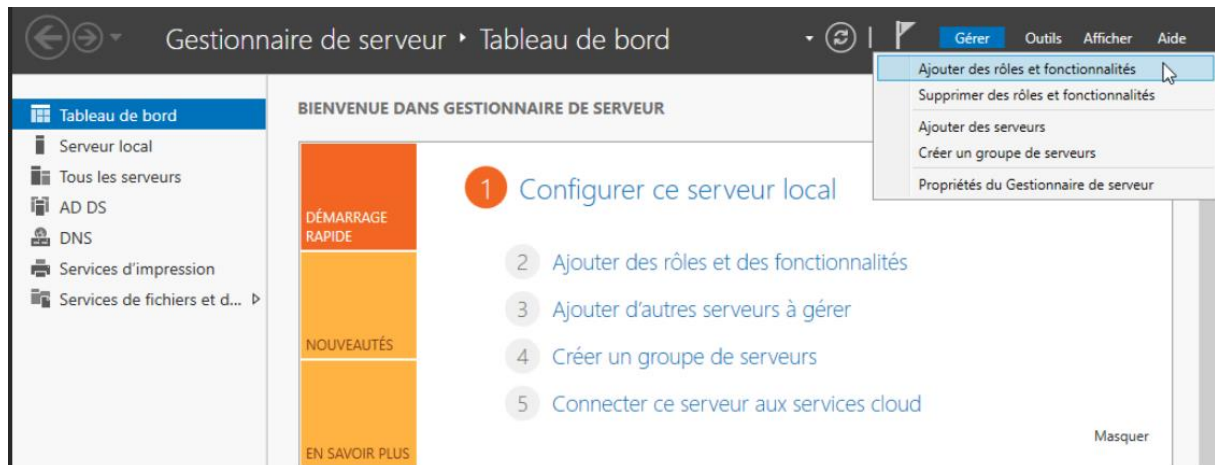 Gestionnaire de serveur ‣ Tableau de bord
Gérer Outils Afficher Aide
Ajouter des rôles et fonctionnalités
Supprimer des rôles et fonctionnalités
Ajouter des serveurs
Créer un groupe de serveurs
Propriétés du Gestionnaire de serveur
Tableau de bord
Serveur local
Tous les serveurs
AD DS
DNS
Services d'impression
Services de fichiers et d...
BIENVENUE DANS GESTIONNAIRE DE SERVEUR
DÉMARRAGE
RAPIDE
NOUVEAUTÉS
EN SAVOIR PLUS
1 Configurer ce serveur local
2 Ajouter des rôles et des fonctionnalités
3 Ajouter d'autres serveurs à gérer
4 Créer un groupe de serveurs
5 Connecter ce serveur aux services cloud
Masquer